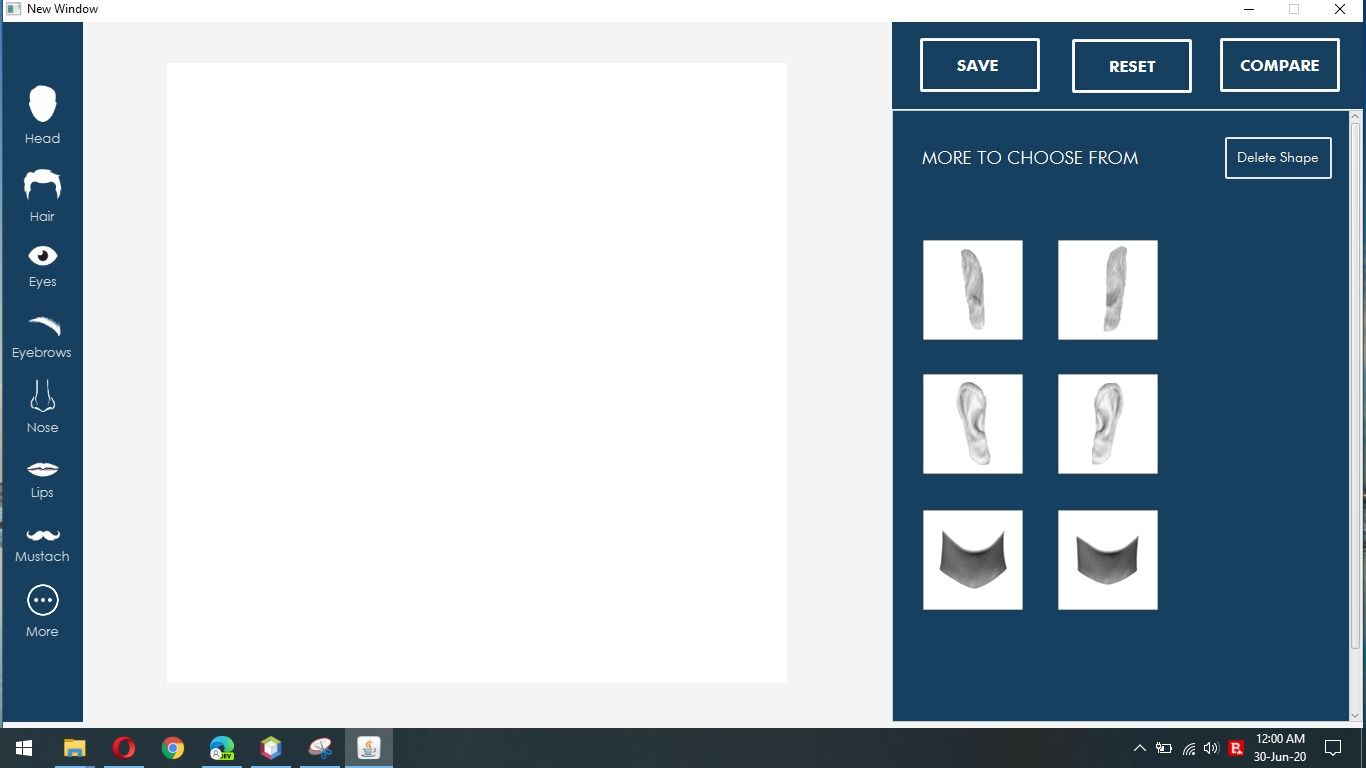 New Window
SAVE
RESET
COMPARE
MORE TO CHOOSE FROM
Delete Shape
Head
Hair
Eyes
Eyebrows
Nose
Lips
Mustach
More
JEV
12:00 AM
30-Jun-20